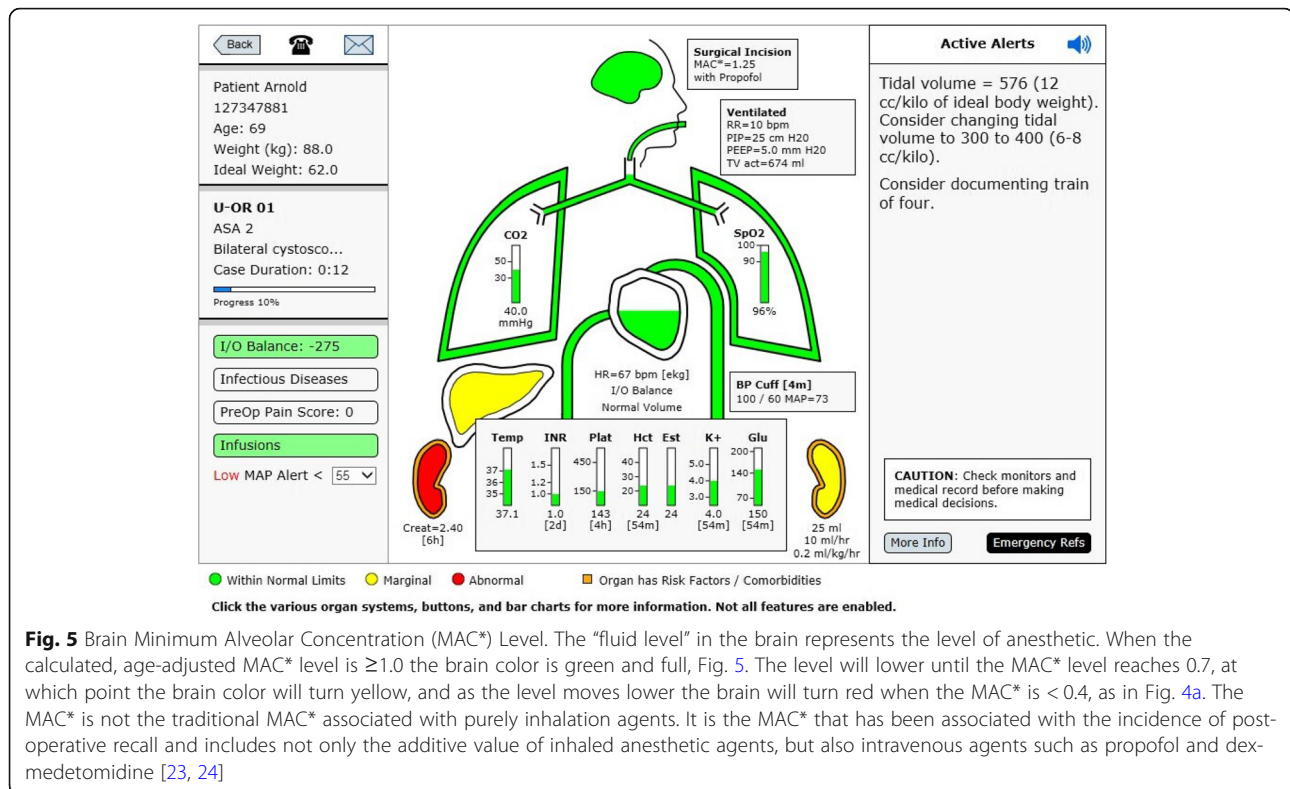 Back
Patient Arnold
127347881
Age: 69
Weight (kg): 88.0
Ideal Weight: 62.0
U-OR 01
ASA 2
Bilateral cystosco...
Case Duration: 0:12
Progress 10%
I/O Balance: -275
Infectious Diseases
PreOp Pain Score: 0
Infusions
Low MAP Alert < 55
Surgical Incision
MAC*=1.25
with Propofol
Ventilated
RR=10 bpm
PIP=25 cm H20
PEEP=5.0 mm H20
TV act=674 ml
CO2
50
30
40.0
mmHg
SpO2
100
90
96%
HR=67 bpm [ekg]
I/O Balance
Normal Volume
BP Cuff [4m]
100 / 60 MAP=73
Temp INR Plat Hct Est K+ Glu
37 36 35
1.5 1.2 1.0
450 150
40 30 20
5.0 4.0 3.0
200 140 70
37.1 1.0 143 24 24 4.0 150
[2d] [4h] [54m] [54m] [54m]
Creat=2.40
[6h]
25 ml
10 ml/hr
0.2 ml/kg/hr
Active Alerts
Tidal volume = 576 (12
cc/kilo of ideal body weight).
Consider changing tidal
volume to 300 to 400 (6-8
cc/kilo).
Consider documenting train
of four.
CAUTION: Check monitors and
medical record before making
medical decisions.
More Info Emergency Refs
Within Normal Limits Marginal Abnormal Organ has Risk Factors / Comorbidities
Click the various organ systems, buttons, and bar charts for more information. Not all features are enabled.
Fig. 5 Brain Minimum Alveolar Concentration (MAC*) Level. The “fluid level” in the brain represents the level of anesthetic. When the
calculated, age-adjusted MAC* level is ≥1.0 the brain color is green and full, Fig. 5. The level will lower until the MAC* level reaches 0.7, at
which point the brain color will turn yellow, and as the level moves lower the brain will turn red when the MAC* is < 0.4, as in Fig. 4a. The
MAC* is not the traditional MAC* associated with purely inhalation agents. It is the MAC* that has been associated with the incidence of post-
operative recall and includes not only the additive value of inhaled anesthetic agents, but also intravenous agents such as propofol and dex-
medetomidine [23, 24]